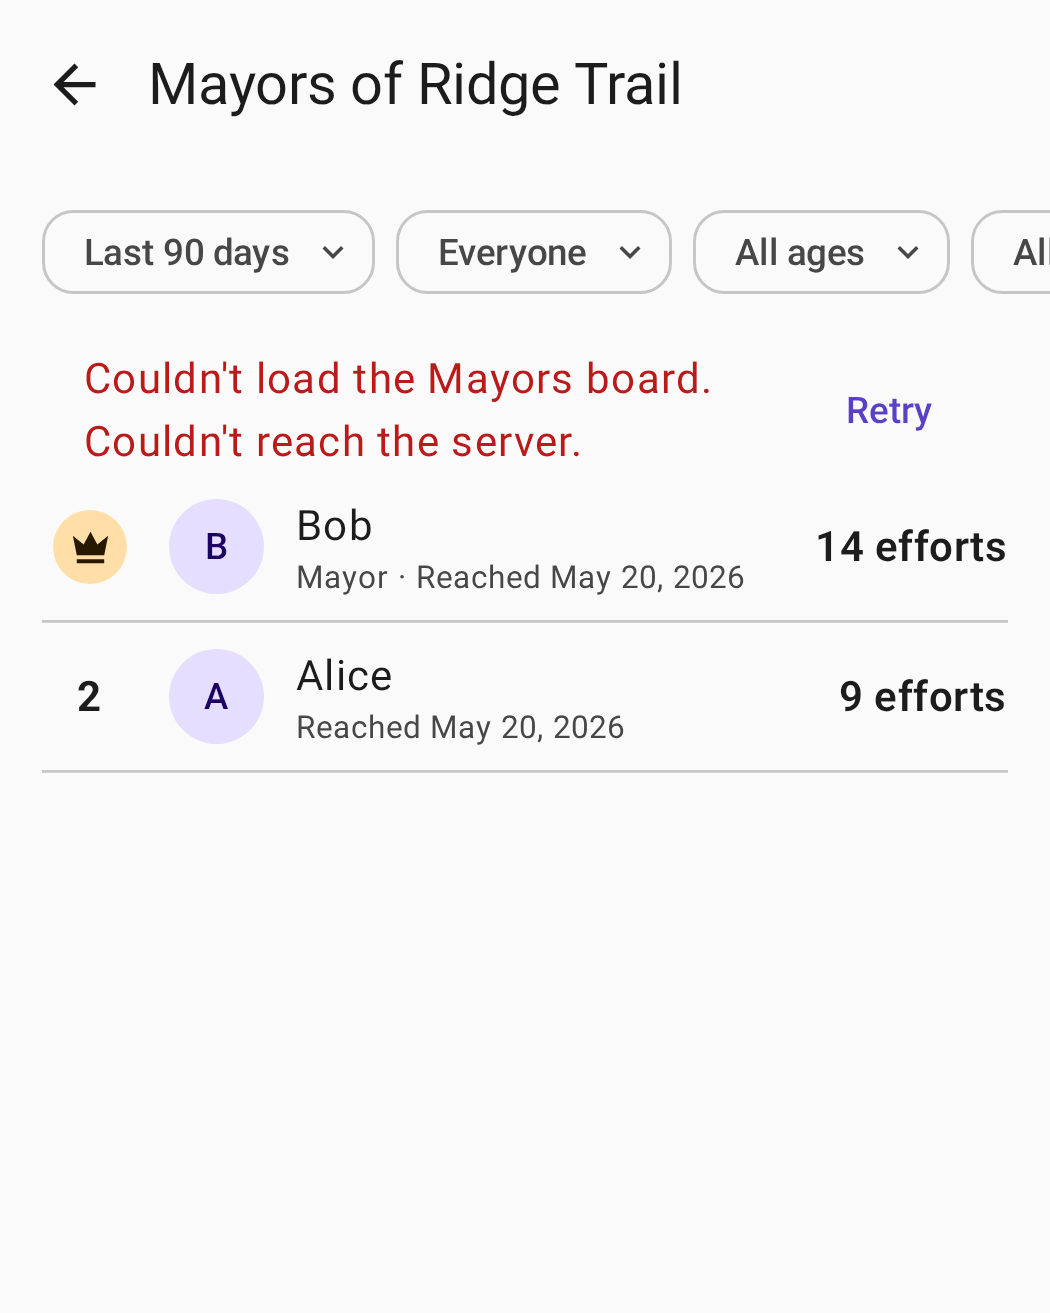 Mayors of Ridge Trail
Last 90 days
Everyone
All ages
All
Couldn't load the Mayors board.
Couldn't reach the server.
Retry
B
Bob
Mayor · Reached May 20, 2026
14 efforts
2
A
Alice
Reached May 20, 2026
9 efforts